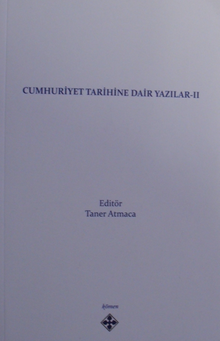 CUMHURİYET TARİHİNE DAİR YAZILAR-II
Editör
Taner Atmaca